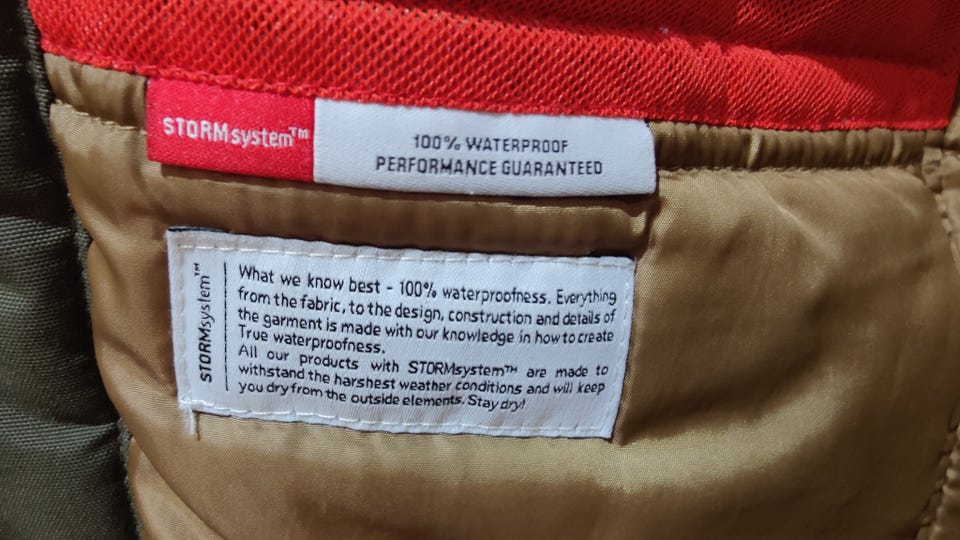 STORMsystem™
100% WATERPROOF
PERFORMANCE GUARANTEED
STORMsystem™
What we know best - 100% waterproofness. Everything
from the fabric, to the design, construction and details of
the garment is made with our knowledge in how to create
True waterproofness.
All our products with STORMsystem™ are made to
withstand the harshest weather conditions and will keep
you dry from the outside elements. Stay dry!